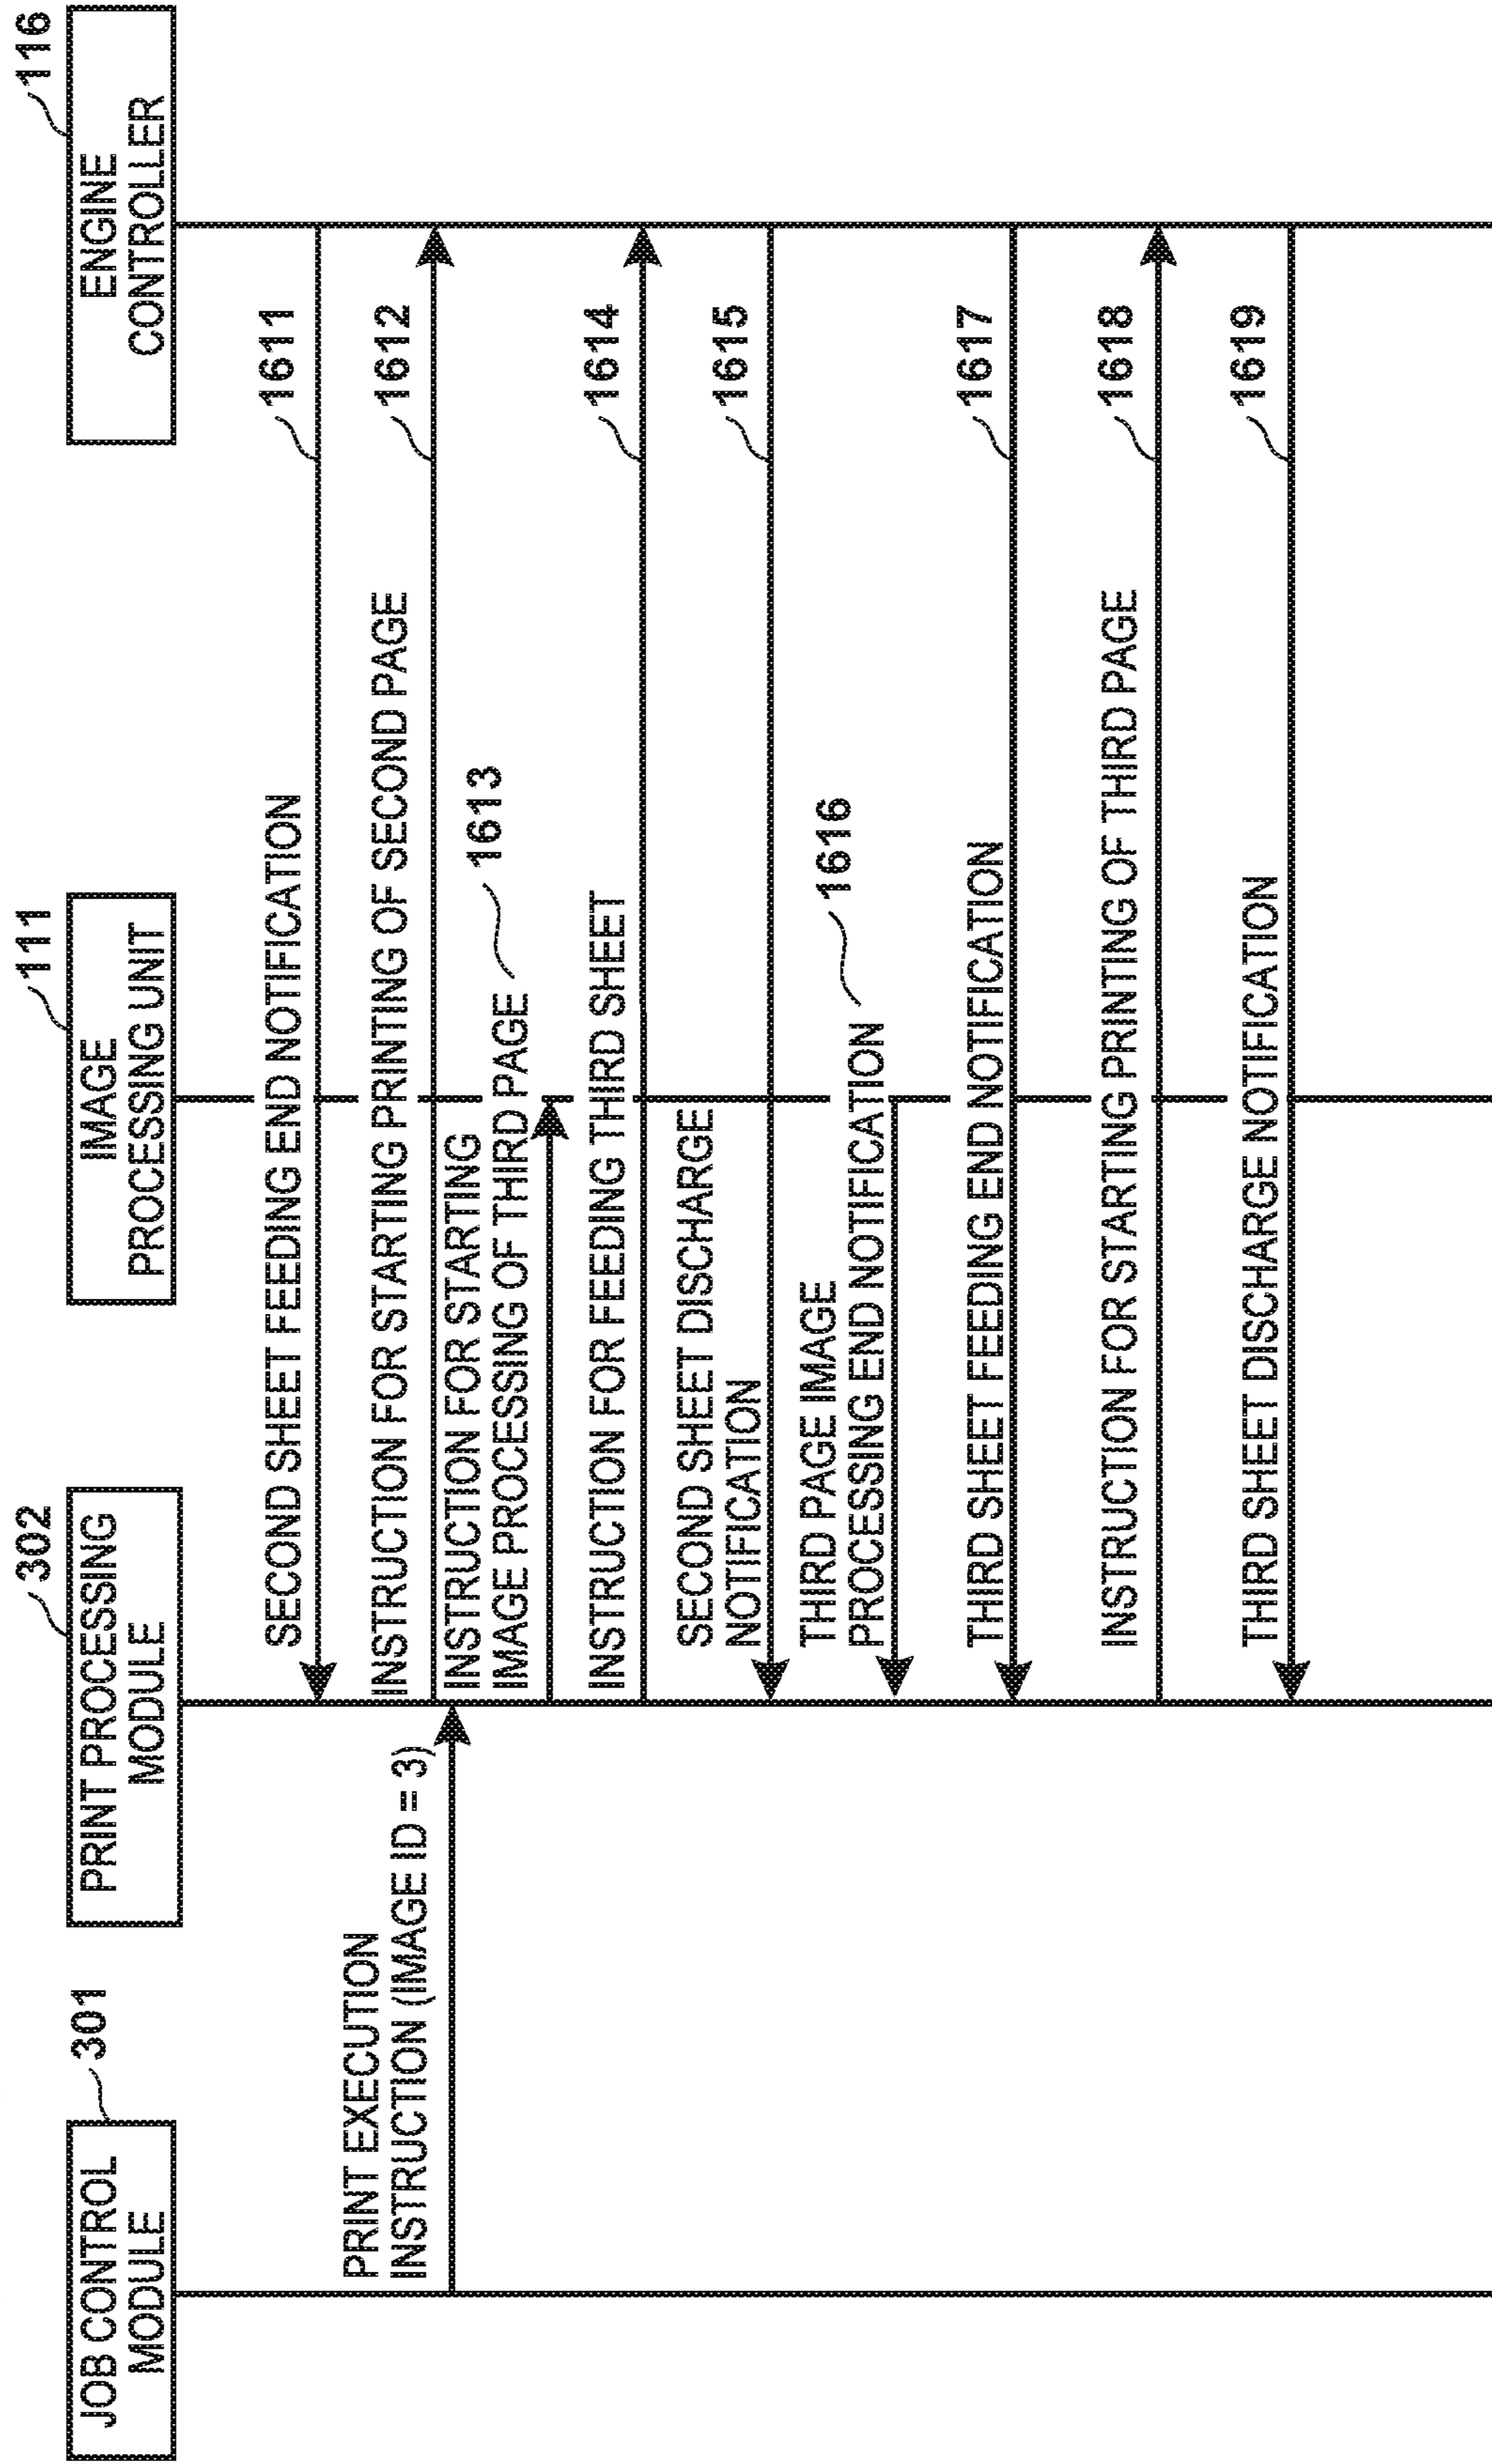 JOB CONTROL
MODULE
301
PRINT PROCESSING
MODULE
302
IMAGE
PROCESSING UNIT
111
ENGINE
CONTROLLER
116
SECOND SHEET FEEDING END NOTIFICATION
1611
INSTRUCTION FOR STARTING PRINTING OF SECOND PAGE
1612
PRINT EXECUTION
INSTRUCTION (IMAGE ID = 3)
INSTRUCTION FOR STARTING
IMAGE PROCESSING OF THIRD PAGE
1613
INSTRUCTION FOR FEEDING THIRD SHEET
1614
SECOND SHEET DISCHARGE
NOTIFICATION
1615
THIRD PAGE IMAGE
PROCESSING END NOTIFICATION
1616
THIRD SHEET FEEDING END NOTIFICATION
1617
INSTRUCTION FOR STARTING PRINTING OF THIRD PAGE
1618
THIRD SHEET DISCHARGE NOTIFICATION
1619